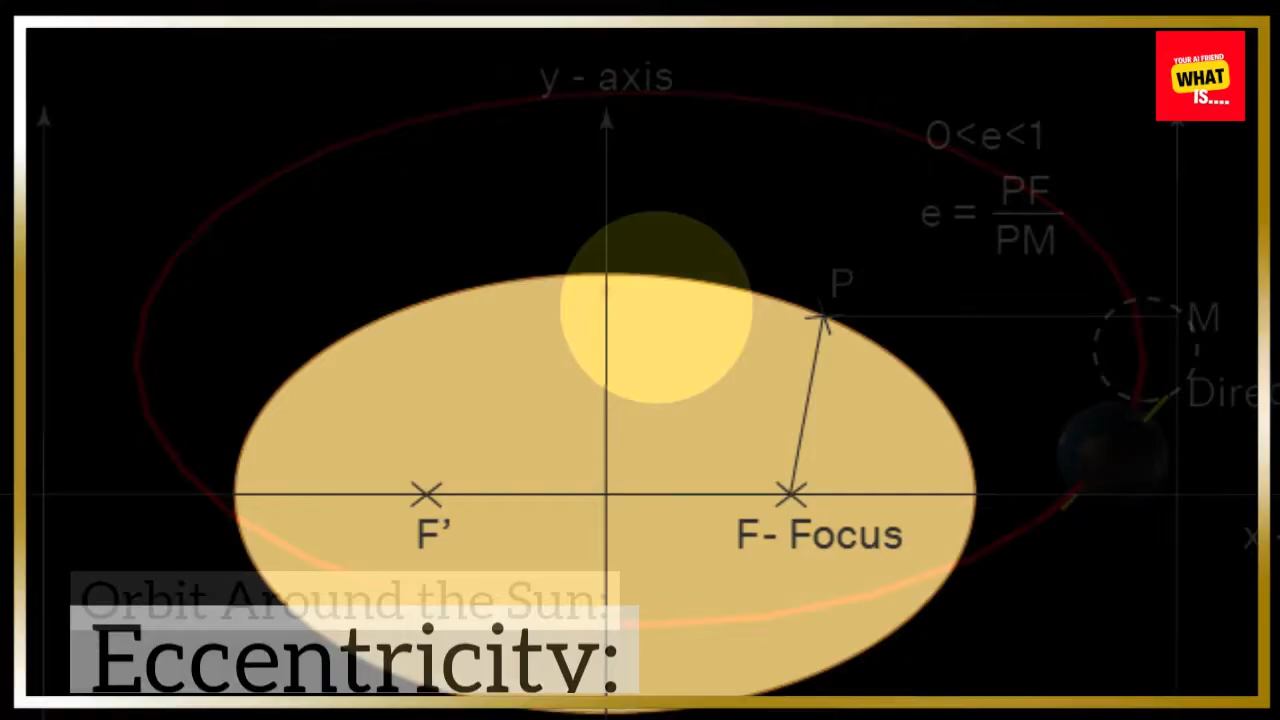 YOUR AI FRIEND
WHAT
IS....
y - axis
0<e<1
e = PF
PM
P
M
F’
F- Focus
Orbit Around the Sun:
Eccentricity: